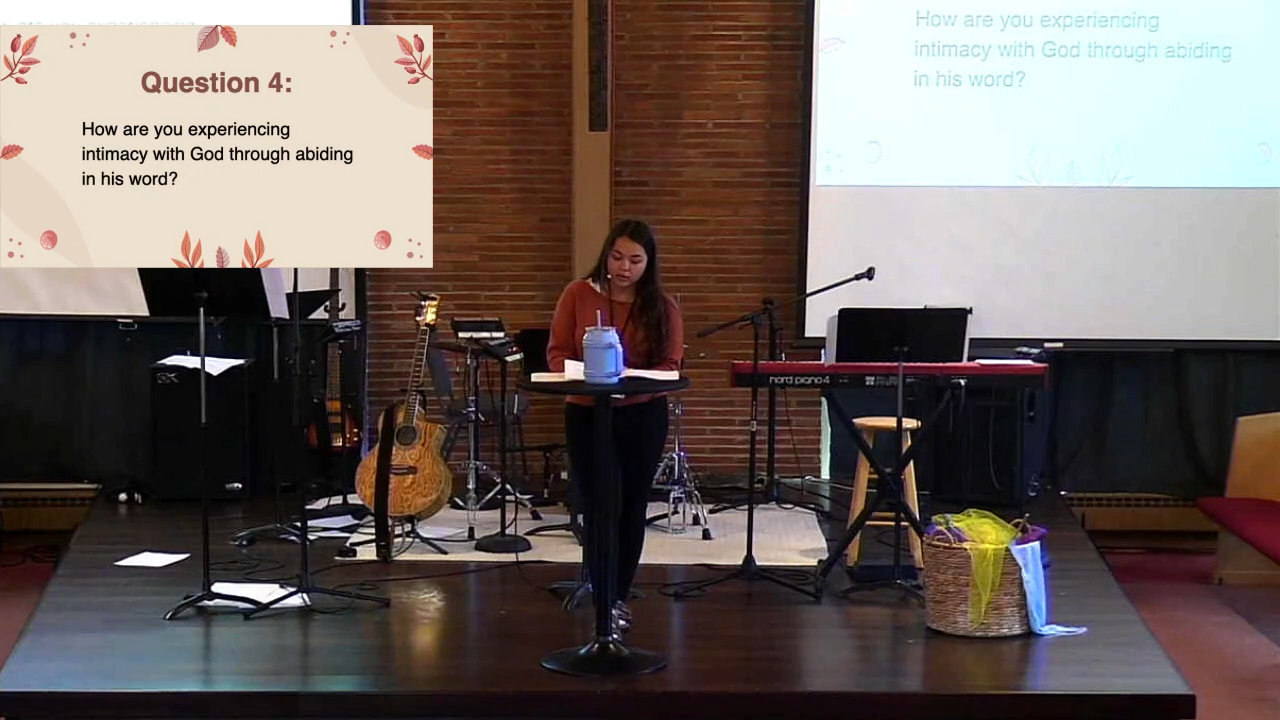 Question 4:
How are you experiencing
intimacy with God through abiding
in his word?
How are you experiencing
intimacy with God through abiding
in his word?
nord piano 4